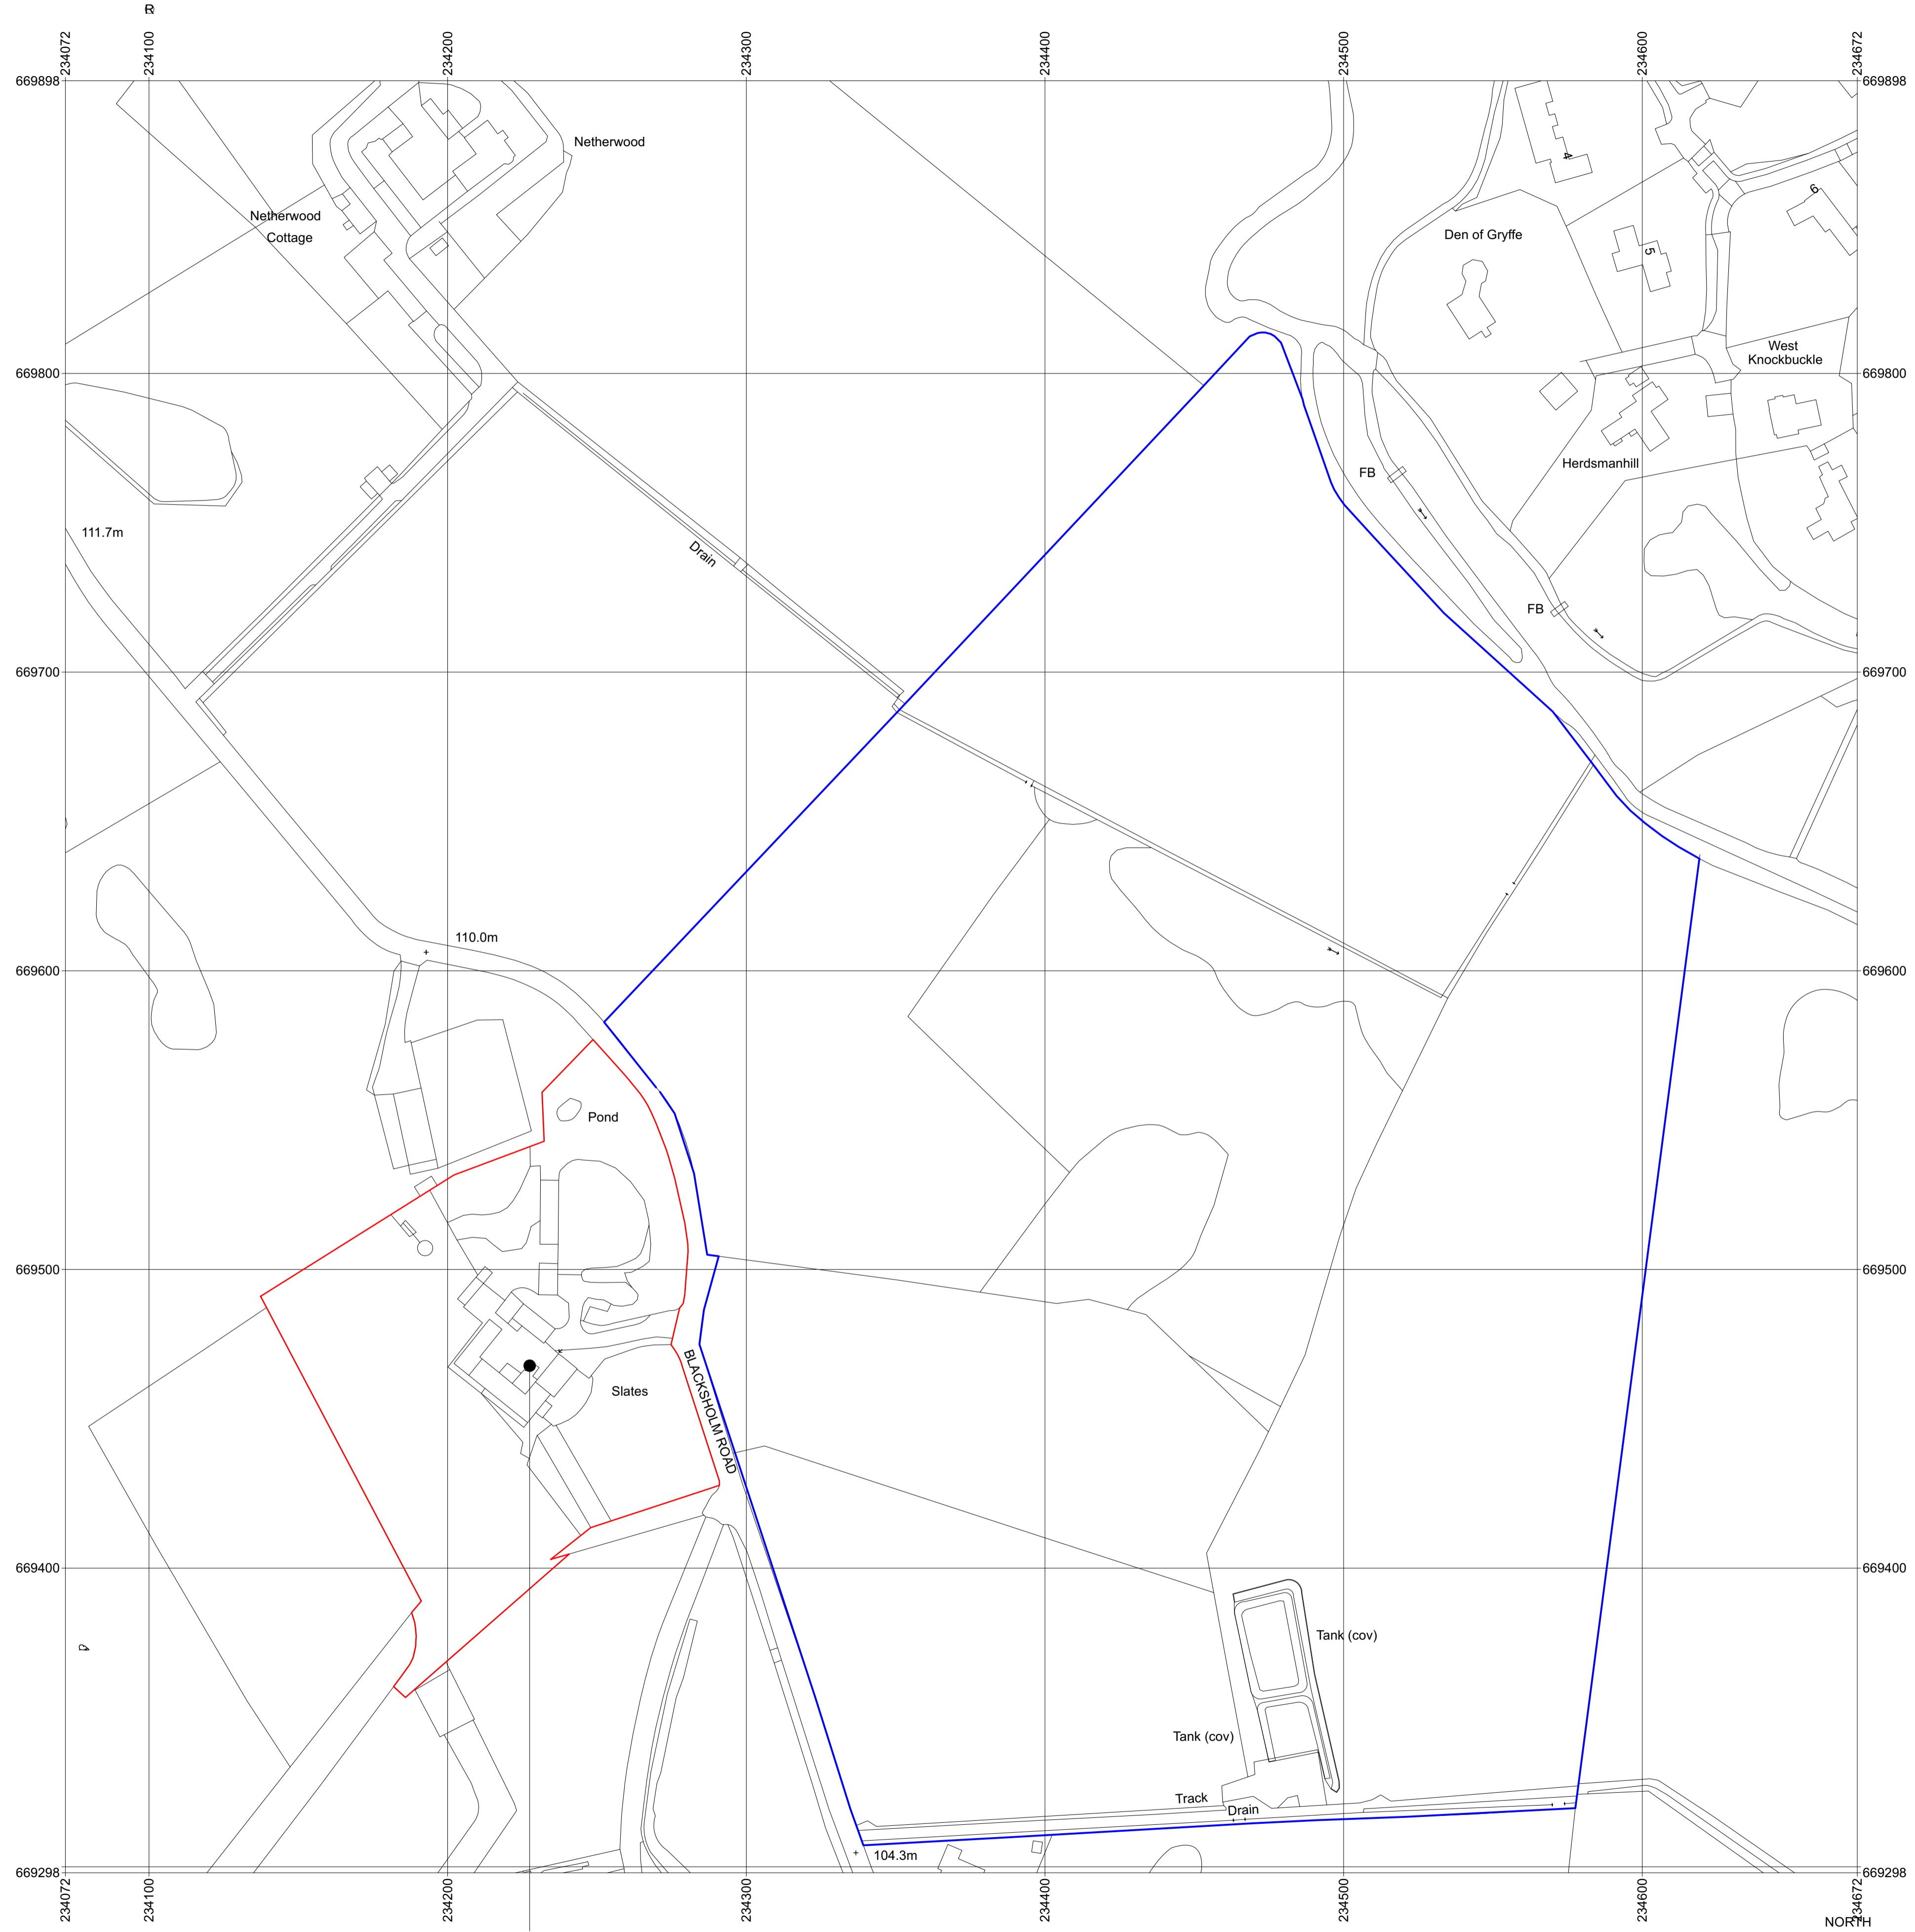 R
234072
234100
234200
234300
234400
234500
234600
234672
669898
669898
Netherwood
4
6
Netherwood
Cottage
Den of Gryffe
5
West
Knockbuckle
669800
669800
Herdsmanhill
FB
111.7m
Drain
FB
669700
669700
110.0m
669600
669600
Pond
669500
669500
Slates
BLACKSHOLM ROAD
669400
669400
Tank (cov)
Tank (cov)
Track
Drain
104.3m
669298
669298
234072
234100
234200
234300
234400
234500
234600
234672
NORTH